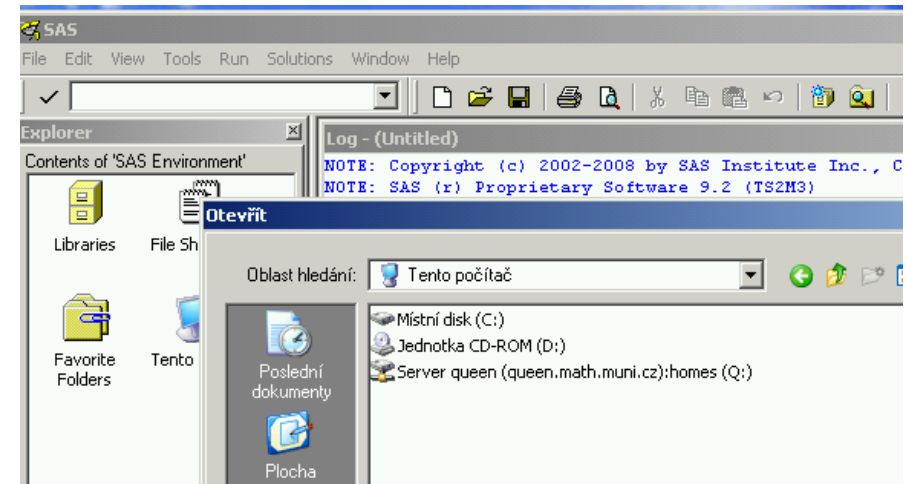 SAS
File Edit View Tools Run Solutions Window Help
Explorer
Contents of 'SAS Environment'
Libraries
File Sh
Favorite
Folders
Tento
Log - (Untitled)
NOTE: Copyright (c) 2002-2008 by SAS Institute Inc., C
NOTE: SAS (r) Proprietary Software 9.2 (TS2M3)
Otevřít
Oblast hledání:
Tento počítač
Poslední
dokumenty
Plocha
Místní disk (C:)
Jednotka CD-ROM (D:)
Server queen (queen.math.muni.cz):homes (Q:)